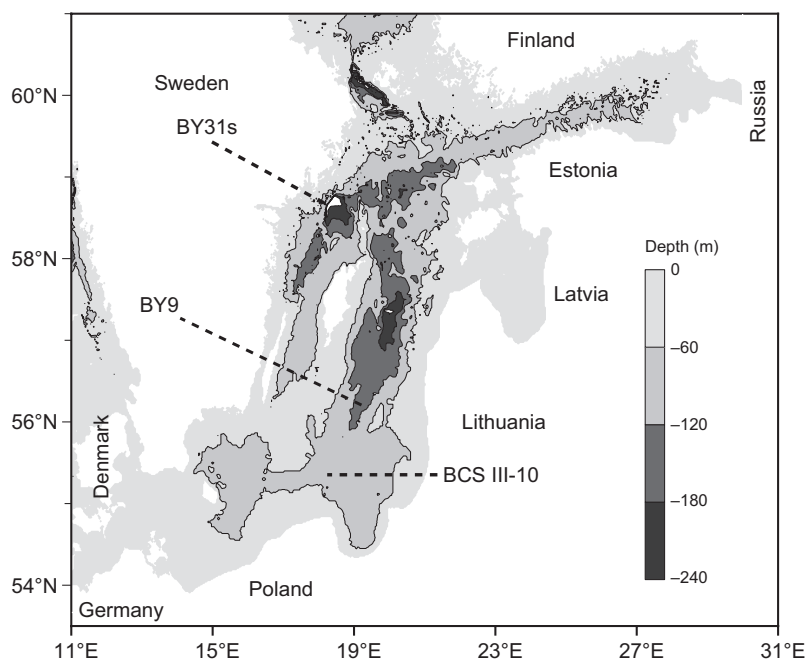 Finland
60°N
Sweden
Russia
BY31s
Estonia
58°N
Depth (m)
0
Latvia
BY9
–60
56°N
Lithuania
–120
Denmark
BCS III-10
–180
–240
54°N
Poland
Germany
11°E 15°E 19°E 23°E 27°E 31°E